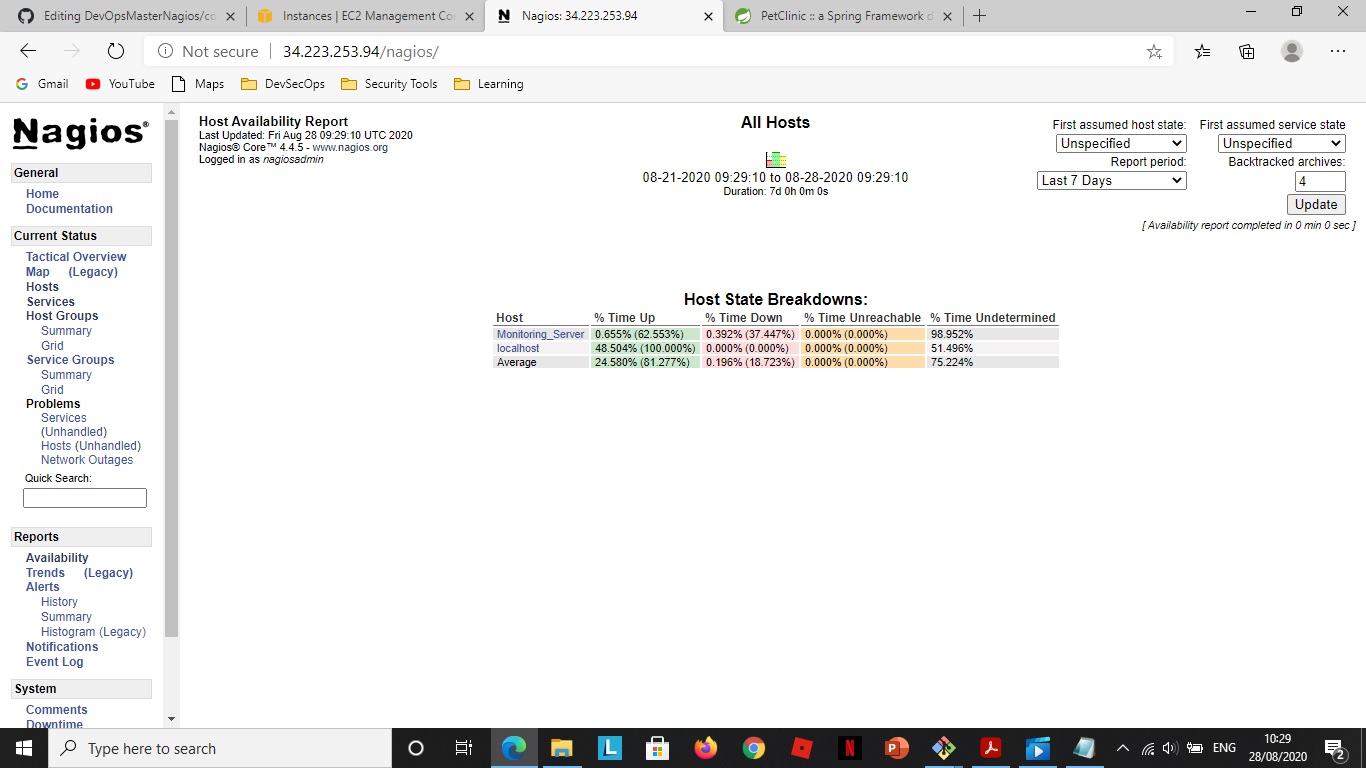 Editing DevOpsMasterNagios/co
Instances | EC2 Management Co
Nagios: 34.223.253.94
PetClinic :: a Spring Framework d
Not secure 34.223.253.94/nagios/
Gmail YouTube Maps DevSecOps Security Tools Learning
Nagios®
General
Home
Documentation
Current Status
Tactical Overview
Map (Legacy)
Hosts
Services
Host Groups
Summary
Grid
Service Groups
Summary
Grid
Problems
Services
(Unhandled)
Hosts (Unhandled)
Network Outages
Quick Search:
Reports
Availability
Trends (Legacy)
Alerts
History
Summary
Histogram (Legacy)
Notifications
Event Log
System
Comments
Downtime
Host Availability Report
Last Updated: Fri Aug 28 09:29:10 UTC 2020
Nagios® Core™ 4.4.5 - www.nagios.org
Logged in as nagiosadmin
All Hosts
08-21-2020 09:29:10 to 08-28-2020 09:29:10
Duration: 7d 0h 0m 0s
First assumed host state: First assumed service state
Unspecified Unspecified
Report period: Backtracked archives:
Last 7 Days 4
Update
[ Availability report completed in 0 min 0 sec ]
Host State Breakdowns:
Host % Time Up % Time Down % Time Unreachable % Time Undetermined
Monitoring_Server 0.655% (62.553%) 0.392% (37.447%) 0.000% (0.000%) 98.952%
localhost 48.504% (100.000%) 0.000% (0.000%) 0.000% (0.000%) 51.496%
Average 24.580% (81.277%) 0.196% (18.723%) 0.000% (0.000%) 75.224%
Type here to search
ENG
10:29
28/08/2020
2